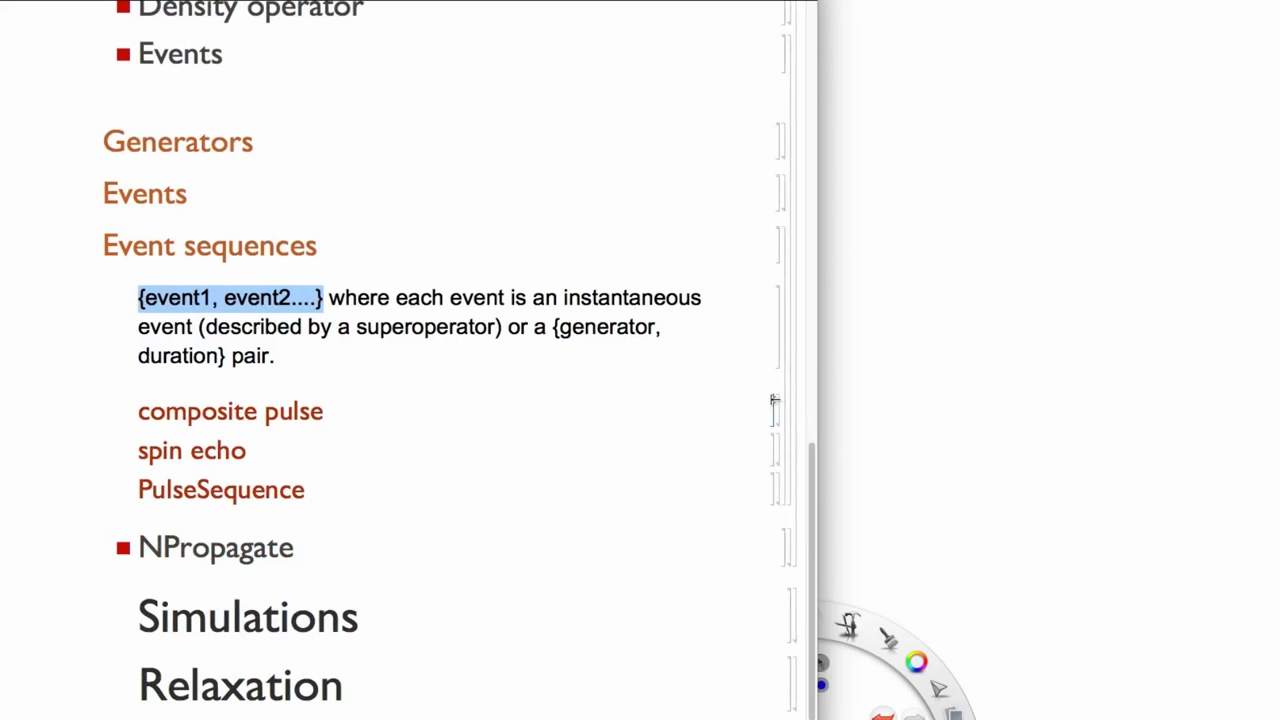 Density operator
Events
Generators
Events
Event sequences
{event1, event2....} where each event is an instantaneous
event (described by a superoperator) or a {generator,
duration} pair.
composite pulse
spin echo
PulseSequence
NPropagate
Simulations
Relaxation